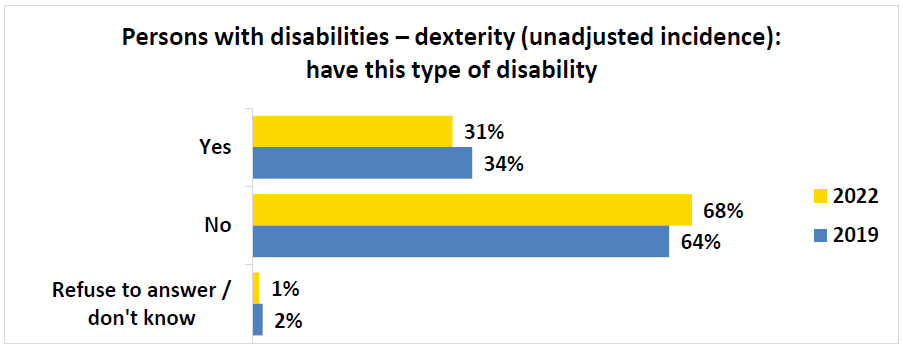 Persons with disabilities – dexterity (unadjusted incidence):
have this type of disability
Yes
31%
34%
No
68%
64%
Refuse to answer /
don't know
1%
2%
2022
2019